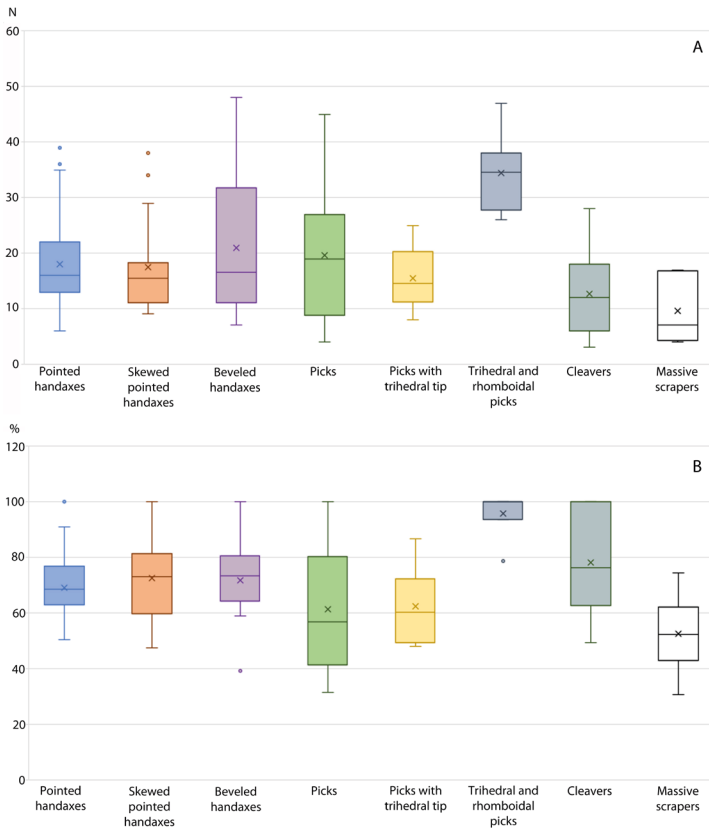 N
A
60
50
40
30
20
10
0
Pointed
handaxes
Skewed
pointed
handaxes
Beveled
handaxes
Picks
Picks with
trihedral tip
Trihedral and
rhomboidal
picks
Cleavers
Massive
scrapers
%
B
120
100
80
60
40
20
0
Pointed
handaxes
Skewed
pointed
handaxes
Beveled
handaxes
Picks
Picks with
trihedral tip
Trihedral and
rhomboidal
picks
Cleavers
Massive
scrapers